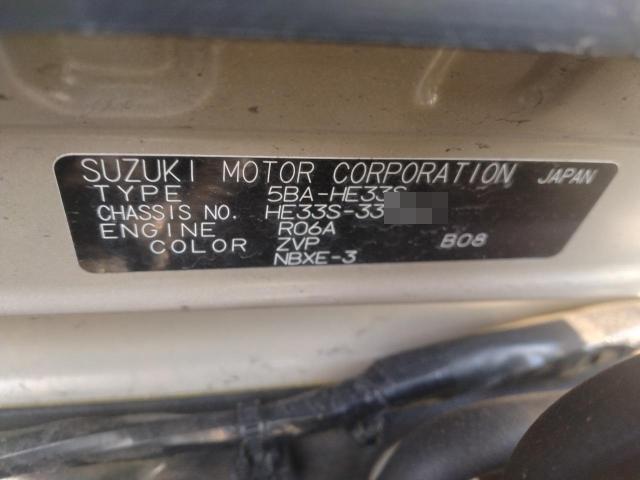 SUZUKI MOTOR CORPORATION JAPAN
TYPE 5BA-HE33S
CHASSIS NO. HE33S-33
ENGINE R06A
COLOR ZVP B08
NBXE-3